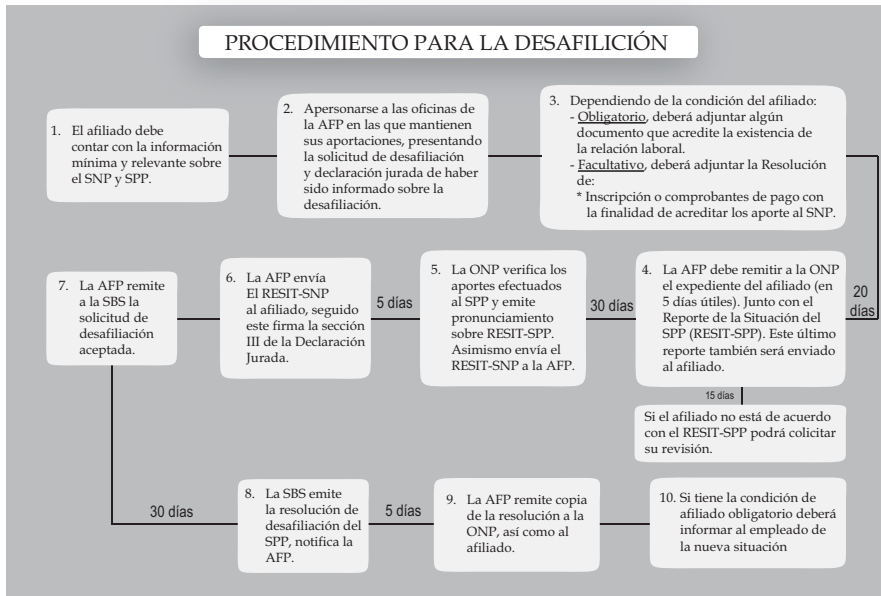 PROCEDIMIENTO PARA LA DESAFILICIÓN
1. El afiliado debe
contar con la información
mínima y relevante sobre
el SNP y SPP.
2. Apersonarse a las oficinas de
la AFP en las que mantienen
sus aportaciones, presentando
la solicitud de desafiliación
y declaración jurada de haber
sido informado sobre la
desafiliación.
3. Dependiendo de la condición del afiliado:
- Obligatorio, deberá adjuntar algún
documento que acredite la existencia de
la relación laboral.
- Facultativo, deberá adjuntar la Resolución
de:
* Inscripción o comprobantes de pago con
la finalidad de acreditar los aporte al SNP.
20
días
4. La AFP debe remitir a la ONP
el expediente del afiliado (en
5 días útiles). Junto con el
Reporte de la Situación del
SPP (RESIT-SPP). Este último
reporte también será enviado
al afiliado.
15 días
Si el afiliado no está de acuerdo
con el RESIT-SPP podrá colicitar
su revisión.
30 días
5. La ONP verifica los
aportes efectuados
al SPP y emite
pronunciamiento
sobre RESIT-SPP.
Asimismo envía el
RESIT-SNP a la AFP.
5 días
6. La AFP envía
El RESIT-SNP
al afiliado, seguido
este firma la sección
III de la Declaración
Jurada.
7. La AFP remite
a la SBS la
solicitud de
desafiliación
aceptada.
30 días
8. La SBS emite
la resolución de
desafiliación del
SPP, notifica la
AFP.
5 días
9. La AFP remite copia
de la resolución a la
ONP, así como al
afiliado.
10. Si tiene la condición de
afiliado obligatorio deberá
informar al empleado de
la nueva situación